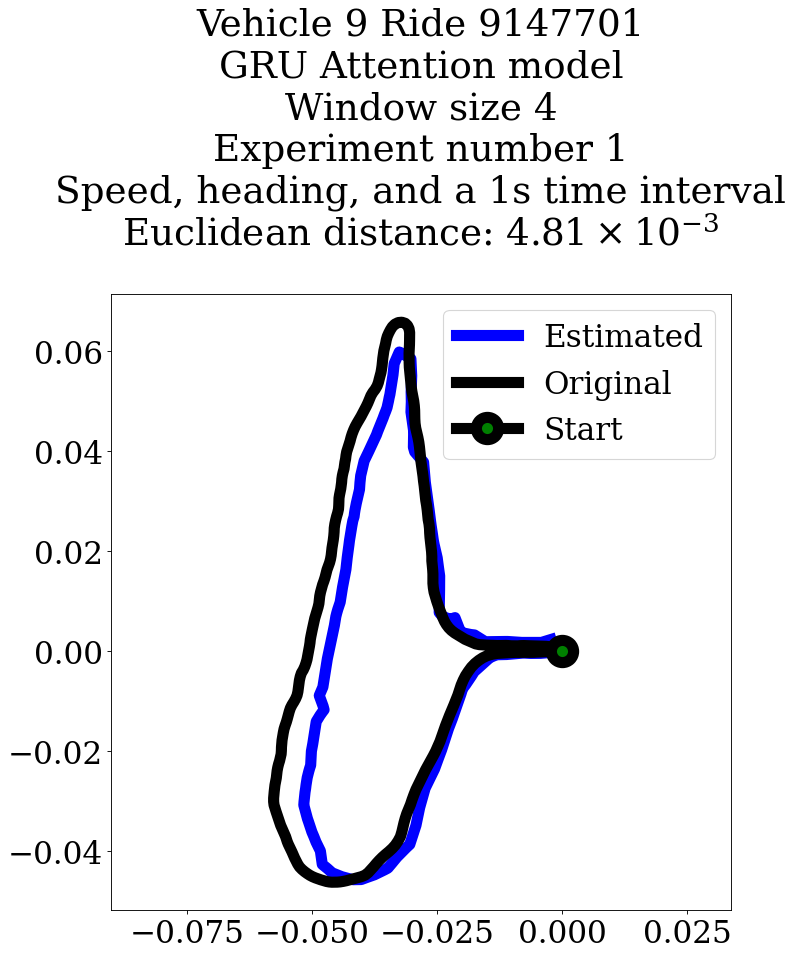 Vehicle 9 Ride 9147701
GRU Attention model
Window size 4
Experiment number 1
Speed, heading, and a 1s time interval
Euclidean distance: 4.81 × 10⁻³
Estimated
Original
Start
0.06
0.04
0.02
0.00
−0.02
−0.04
−0.075 −0.050 −0.025 0.000 0.025